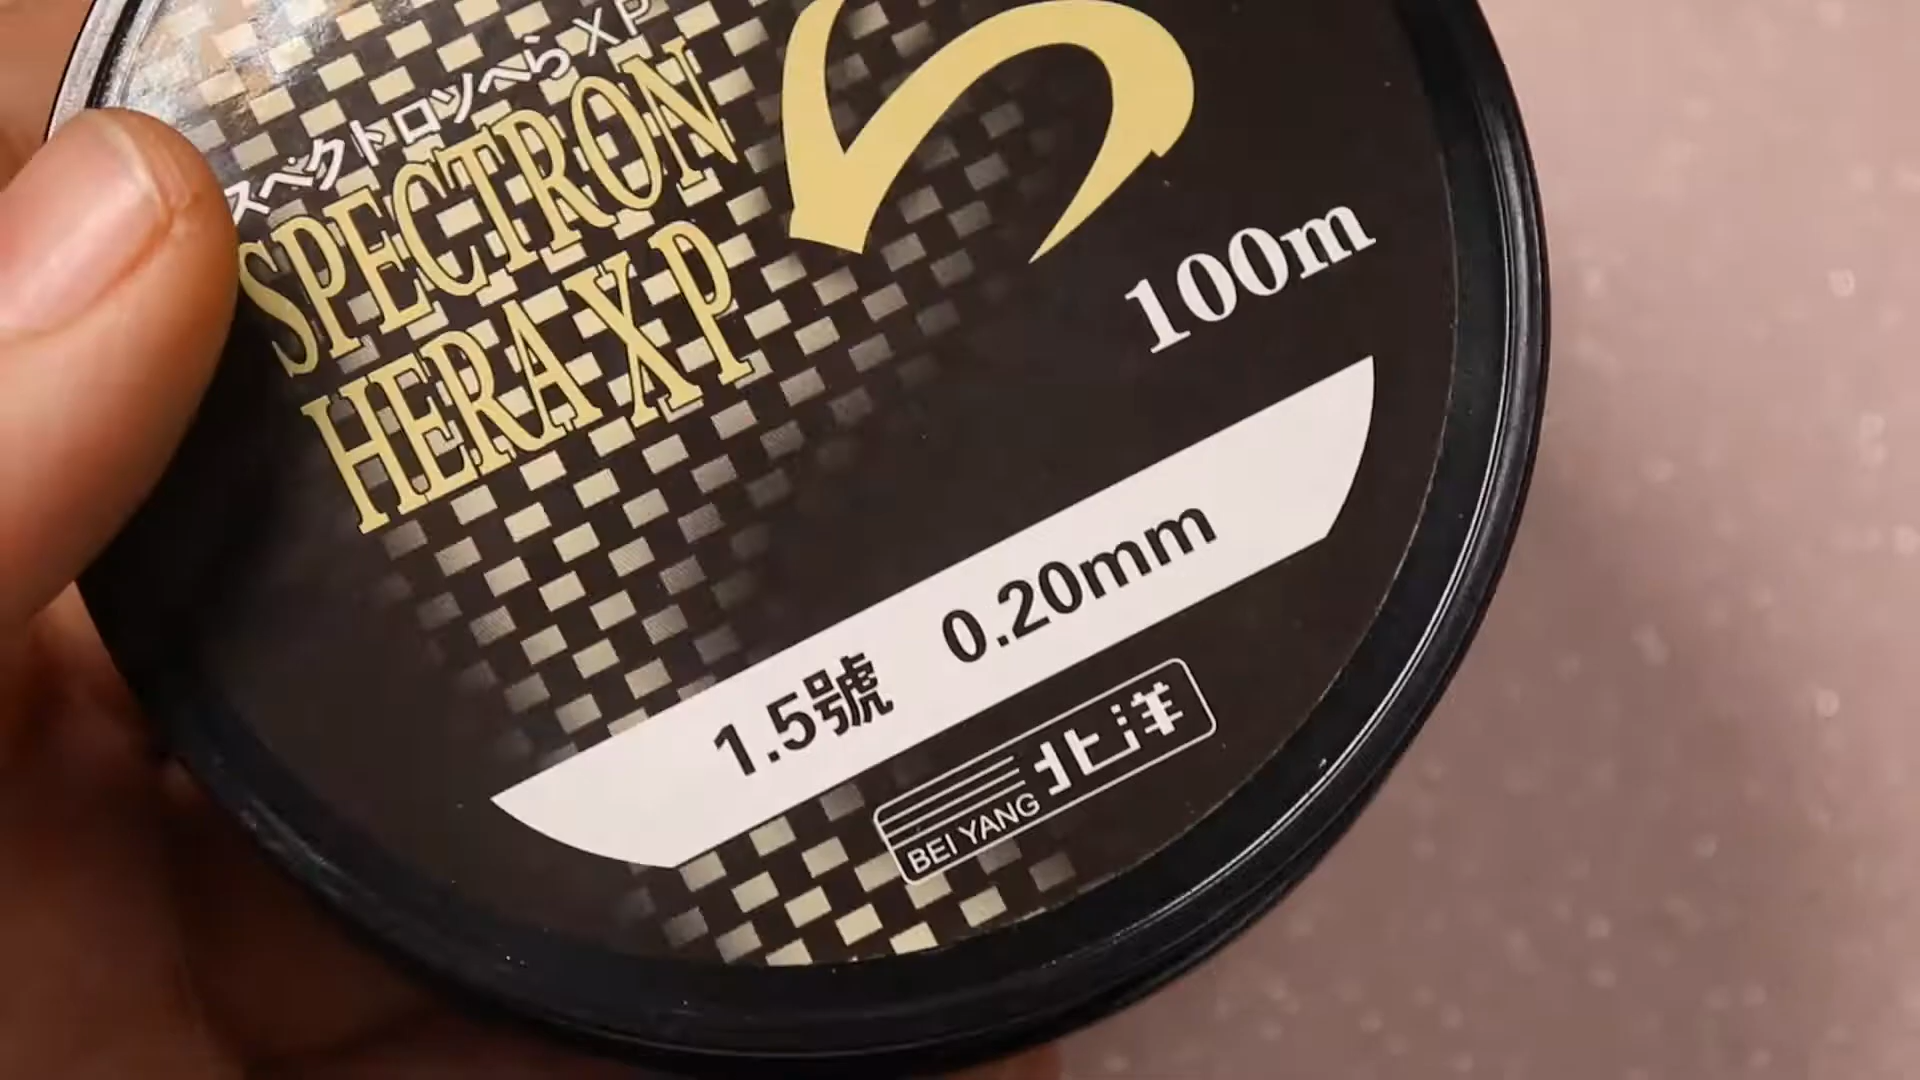 スペクトロンへらXP
SPECTRON
HERA XP
ら
100m
1.5號 0.20mm
北洋
BEI YANG